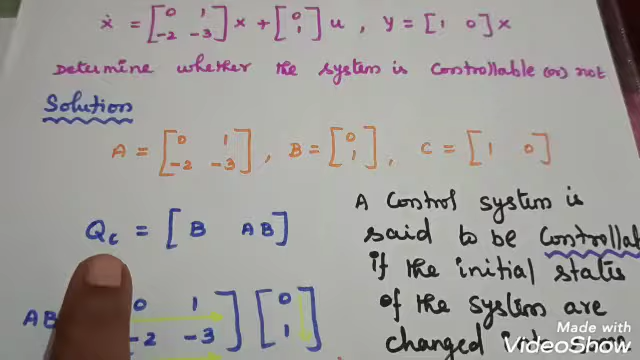 ẋ = [0 1 -2 -3] x + [0 1] u , y = [1 0] x
Determine whether the system is controllable (or) not
Solution
A = [0 1 -2 -3] , B = [0 1] , C = [1 0]
Qc = [B AB]
AB 0 1 -2 -3] [0 1]
A control system is
said to be controllab
if the initial states
of the system are
changed
Made with
VideoShow